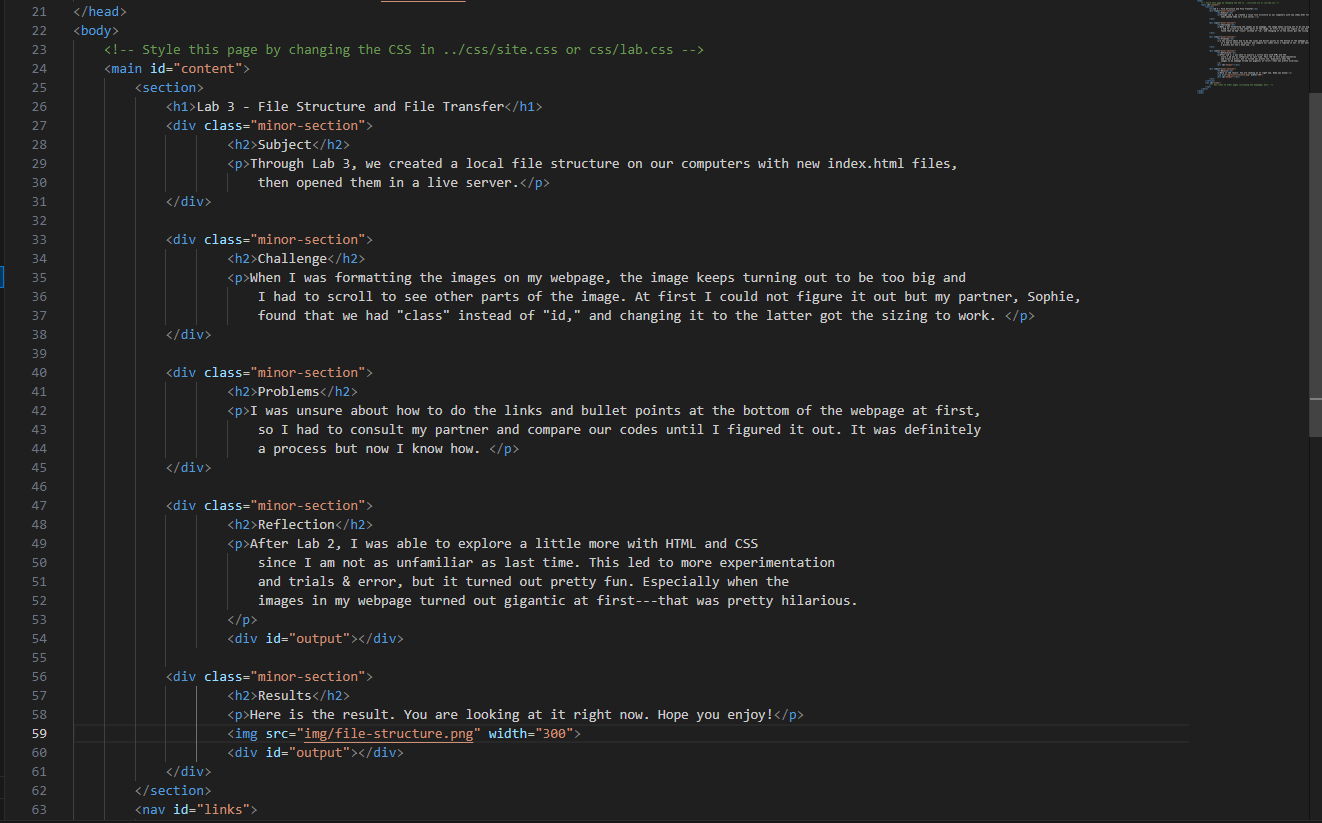 21 </head>
22 <body>
23 <!-- Style this page by changing the CSS in ../css/site.css or css/lab.css -->
24 <main id="content">
25 <section>
26 <h1>Lab 3 - File Structure and File Transfer</h1>
27 <div class="minor-section">
28 <h2>Subject</h2>
29 <p>Through Lab 3, we created a local file structure on our computers with new index.html files,
30 then opened them in a live server.</p>
31 </div>
32
33 <div class="minor-section">
34 <h2>Challenge</h2>
35 <p>When I was formatting the images on my webpage, the image keeps turning out to be too big and
36 I had to scroll to see other parts of the image. At first I could not figure it out but my partner, Sophie,
37 found that we had "class" instead of "id," and changing it to the latter got the sizing to work. </p>
38 </div>
39
40 <div class="minor-section">
41 <h2>Problems</h2>
42 <p>I was unsure about how to do the links and bullet points at the bottom of the webpage at first,
43 so I had to consult my partner and compare our codes until I figured it out. It was definitely
44 a process but now I know how. </p>
45 </div>
46
47 <div class="minor-section">
48 <h2>Reflection</h2>
49 <p>After Lab 2, I was able to explore a little more with HTML and CSS
50 since I am not as unfamiliar as last time. This led to more experimentation
51 and trials & error, but it turned out pretty fun. Especially when the
52 images in my webpage turned out gigantic at first---that was pretty hilarious.
53 </p>
54 <div id="output"></div>
55
56 <div class="minor-section">
57 <h2>Results</h2>
58 <p>Here is the result. You are looking at it right now. Hope you enjoy!</p>
59 <img src="img/file-structure.png" width="300">
60 <div id="output"></div>
61 </div>
62 </section>
63 <nav id="links">